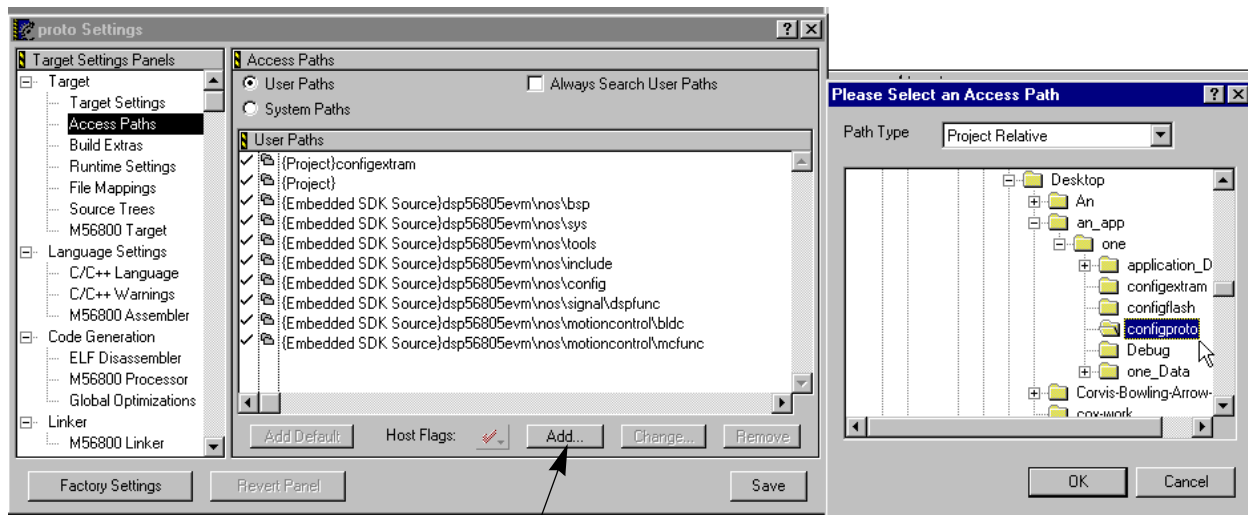 proto Settings
Target Settings Panels
Target
Target Settings
Access Paths
Build Extras
Runtime Settings
File Mappings
Source Trees
M56800 Target
Language Settings
C/C++ Language
C/C++ Warnings
M56800 Assembler
Code Generation
ELF Disassembler
M56800 Processor
Global Optimizations
Linker
M56800 Linker
Access Paths
User Paths
Always Search User Paths
System Paths
User Paths
{Project}configextram
{Project}
{Embedded SDK Source}dsp56805evm\nos\bsp
{Embedded SDK Source}dsp56805evm\nos\sys
{Embedded SDK Source}dsp56805evm\nos\tools
{Embedded SDK Source}dsp56805evm\nos\include
{Embedded SDK Source}dsp56805evm\nos\config
{Embedded SDK Source}dsp56805evm\nos\signal\dspfunc
{Embedded SDK Source}dsp56805evm\nos\motioncontrol\bldc
{Embedded SDK Source}dsp56805evm\nos\motioncontrol\mcfunc
Add Default
Host Flags:
Add...
Change...
Remove
Factory Settings
Revert Panel
Save
Please Select an Access Path
Path Type
Project Relative
Desktop
An
an_app
one
application_D
configextram
configflash
configproto
Debug
one_Data
Corvis-Bowling-Arrow-
cox-work
OK
Cancel